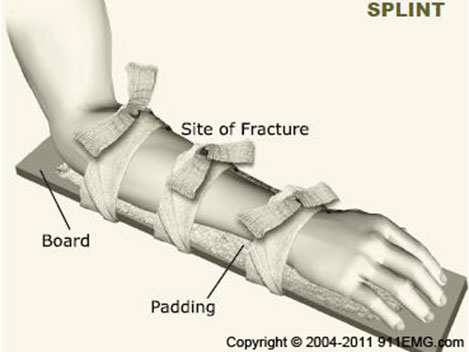 SPLINT
Site of Fracture
Board
Padding
Copyright © 2004-2011 911EMG.com